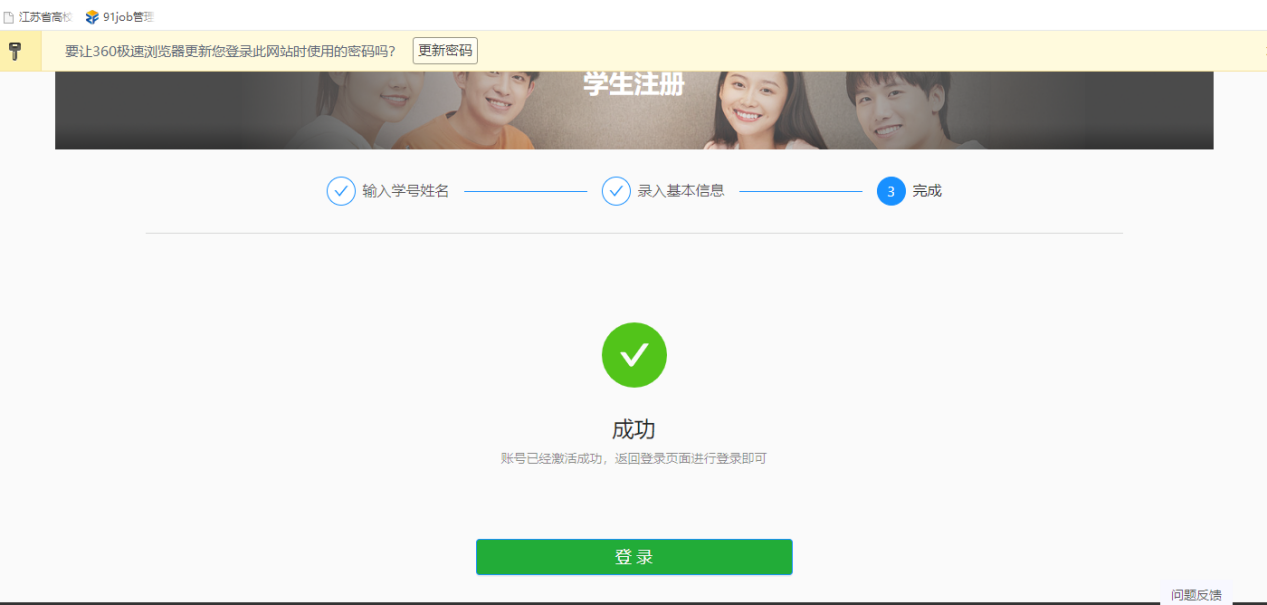 江苏省高校
91job管理
要让360极速浏览器更新您登录此网站时使用的密码吗？
更新密码
学生注册
输入学号姓名
录入基本信息
3 完成
成功
账号已经激活成功，返回登录页面进行登录即可
登 录
问题反馈